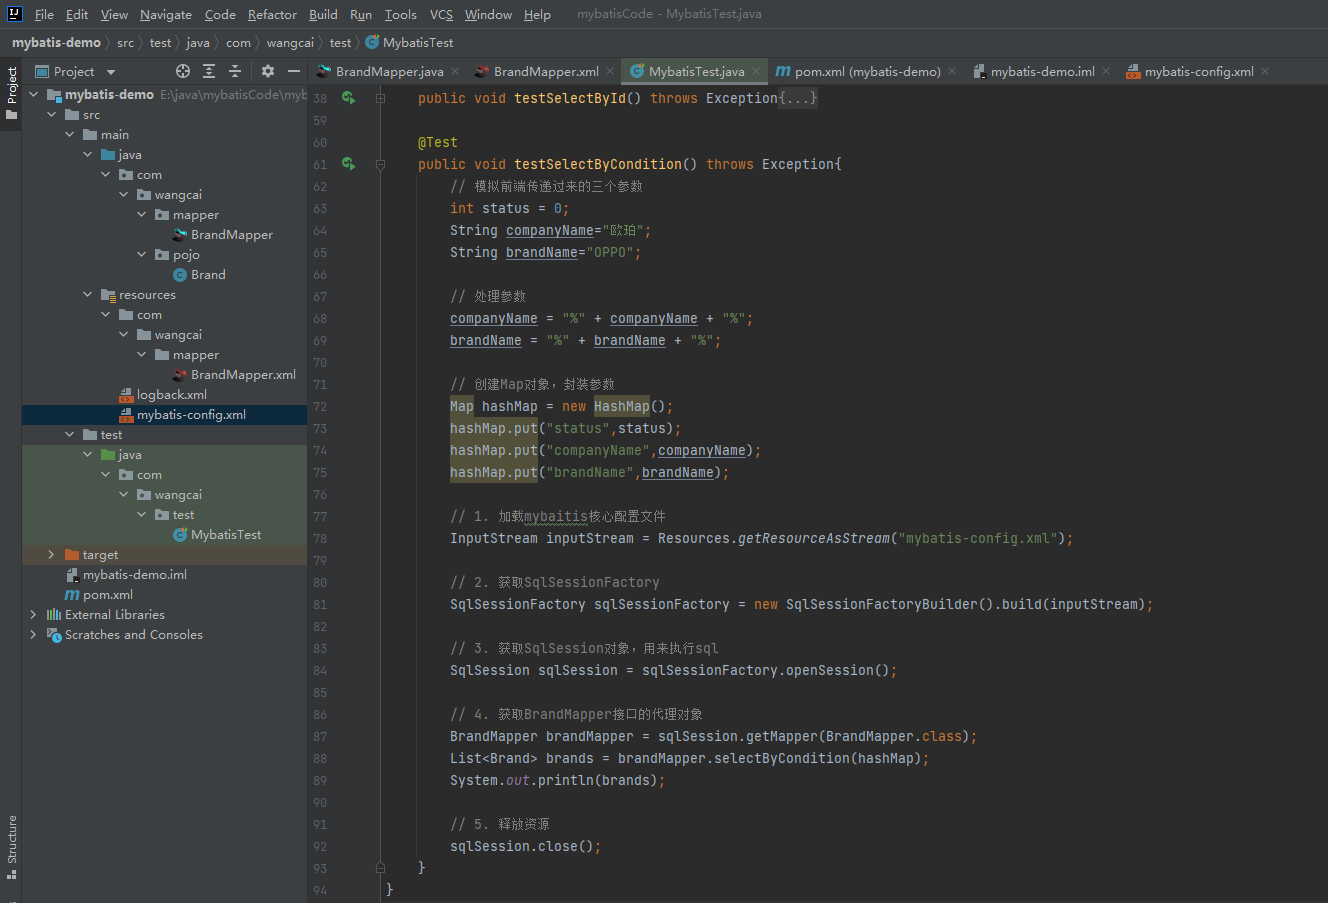 File Edit View Navigate Code Refactor Build Run Tools VCS Window Help mybatisCode - MybatisTest.java
mybatis-demo src test java com wangcai test MybatisTest
Project
Project
BrandMapper.java BrandMapper.xml MybatisTest.java pom.xml (mybatis-demo) mybatis-demo.iml mybatis-config.xml
mybatis-demo E:\java\mybatisCode\myb
src
main
java
com
wangcai
mapper
BrandMapper
pojo
Brand
resources
com
wangcai
mapper
BrandMapper.xml
logback.xml
mybatis-config.xml
test
java
com
wangcai
test
MybatisTest
target
mybatis-demo.iml
pom.xml
External Libraries
Scratches and Consoles
Structure
38 public void testSelectById() throws Exception{...}
59
60 @Test
61 public void testSelectByCondition() throws Exception{
62 // 模拟前端传递过来的三个参数
63 int status = 0;
64 String companyName="欧珀";
65 String brandName="OPPO";
66
67 // 处理参数
68 companyName = "%" + companyName + "%";
69 brandName = "%" + brandName + "%";
70
71 // 创建Map对象，封装参数
72 Map hashMap = new HashMap();
73 hashMap.put("status",status);
74 hashMap.put("companyName",companyName);
75 hashMap.put("brandName",brandName);
76
77 // 1. 加载mybaitis核心配置文件
78 InputStream inputStream = Resources.getResourceAsStream("mybatis-config.xml");
79
80 // 2. 获取SqlSessionFactory
81 SqlSessionFactory sqlSessionFactory = new SqlSessionFactoryBuilder().build(inputStream);
82
83 // 3. 获取SqlSession对象，用来执行sql
84 SqlSession sqlSession = sqlSessionFactory.openSession();
85
86 // 4. 获取BrandMapper接口的代理对象
87 BrandMapper brandMapper = sqlSession.getMapper(BrandMapper.class);
88 List<Brand> brands = brandMapper.selectByCondition(hashMap);
89 System.out.println(brands);
90
91 // 5. 释放资源
92 sqlSession.close();
93 }
94 }